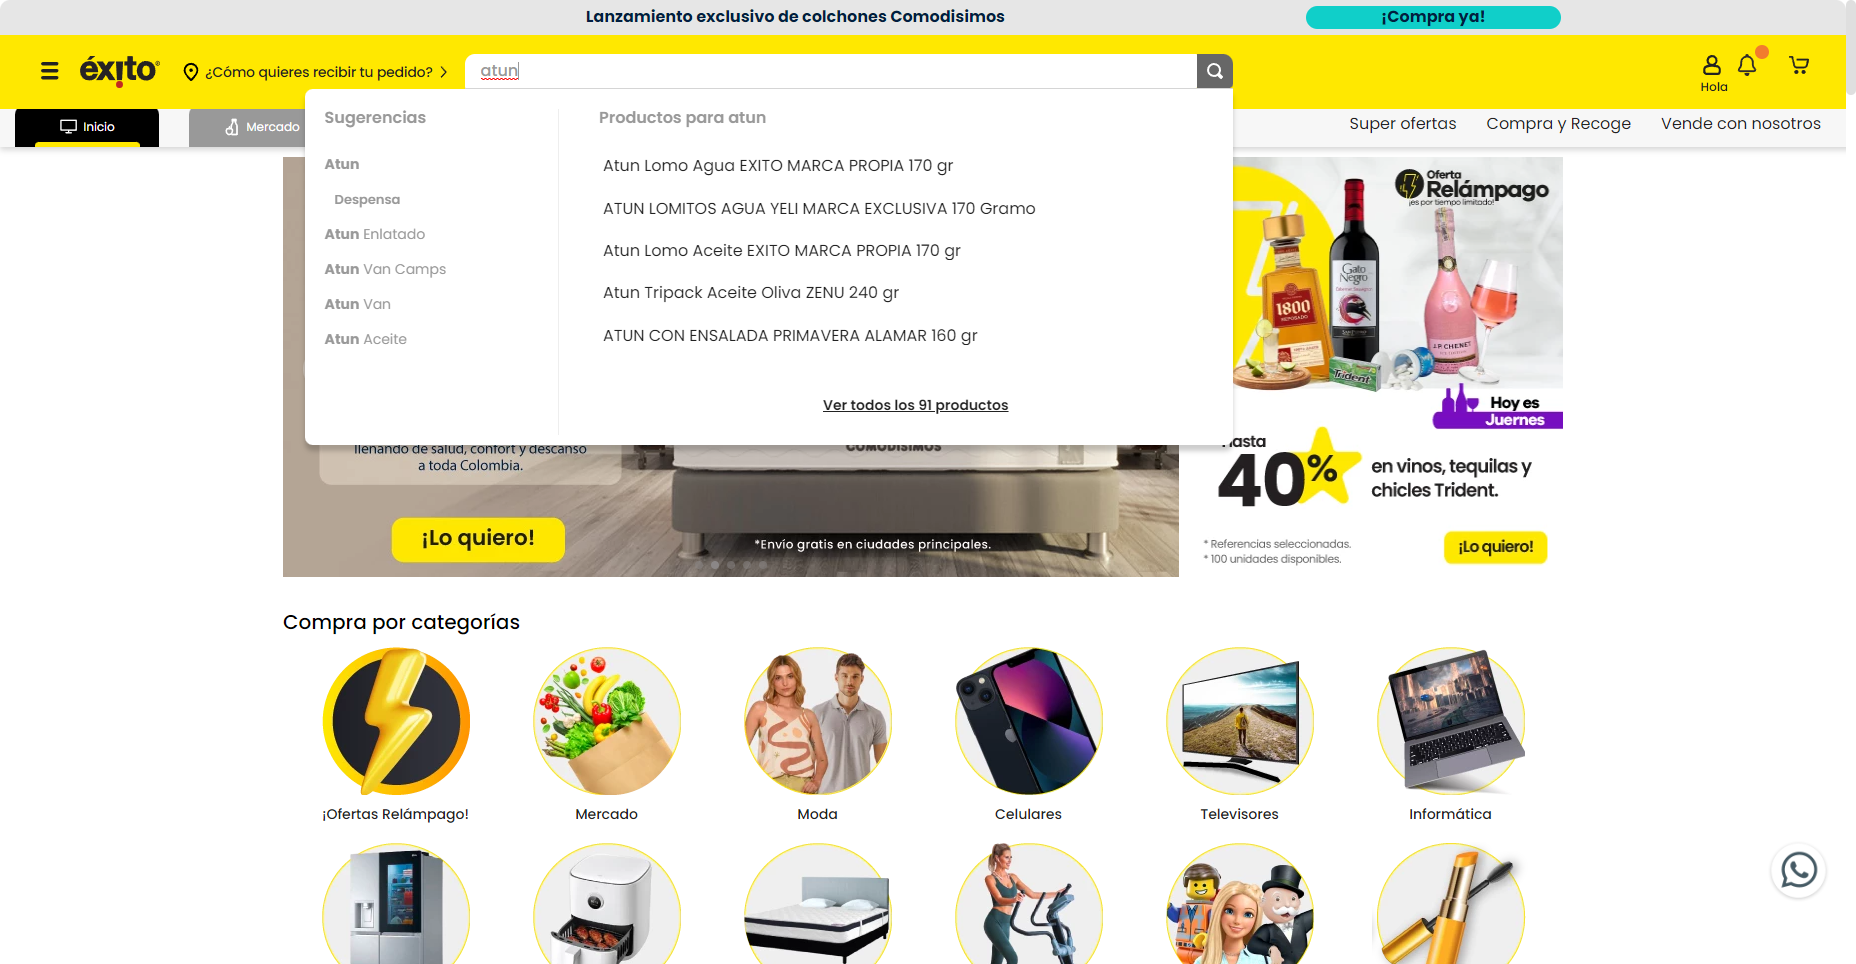 Lanzamiento exclusivo de colchones Comodisimos
¡Compra ya!
éxito
¿Cómo quieres recibir tu pedido?
atun
Hola
Inicio
Mercado
Super ofertas
Compra y Recoge
Vende con nosotros
Sugerencias
Atun
Despensa
Atun Enlatado
Atun Van Camps
Atun Van
Atun Aceite
Productos para atun
Atun Lomo Agua EXITO MARCA PROPIA 170 gr
ATUN LOMITOS AGUA YELI MARCA EXCLUSIVA 170 Gramo
Atun Lomo Aceite EXITO MARCA PROPIA 170 gr
Atun Tripack Aceite Oliva ZENU 240 gr
ATUN CON ENSALADA PRIMAVERA ALAMAR 160 gr
Ver todos los 91 productos
llenando de salud, confort y descanso
a toda Colombia.
¡Lo quiero!
COMODISIMOS
*Envío gratis en ciudades principales.
Oferta
Relámpago
¡es por tiempo limitado!
1800
Gato
Negro
J.P. CHENET
Trident
Hoy es
Juernes
Hasta
40%
en vinos, tequilas y
chicles Trident.
* Referencias seleccionadas.
* 100 unidades disponibles.
¡Lo quiero!
Compra por categorías
¡Ofertas Relámpago!
Mercado
Moda
Celulares
Televisores
Informática